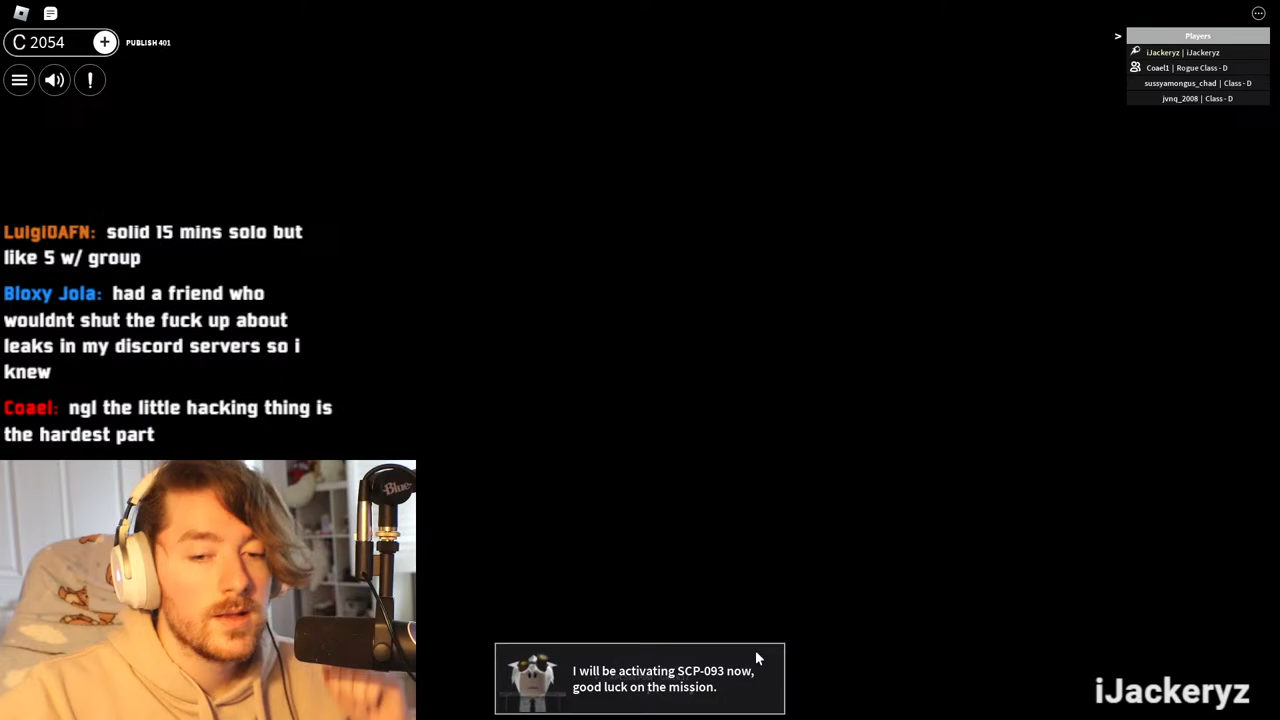 C 2054
+
PUBLISH 401
!
> Players
iJackeryz | iJackeryz
Coael1 | Rogue Class - D
sussyamongus_chad | Class - D
jvnq_2008 | Class - D
LuigiOAFN: solid 15 mins solo but
like 5 w/ group
Bloxy Jola: had a friend who
wouldnt shut the fuck up about
leaks in my discord servers so i
knew
Coael: ngl the little hacking thing is
the hardest part
Blue
I will be activating SCP-093 now,
good luck on the mission.
iJackeryz